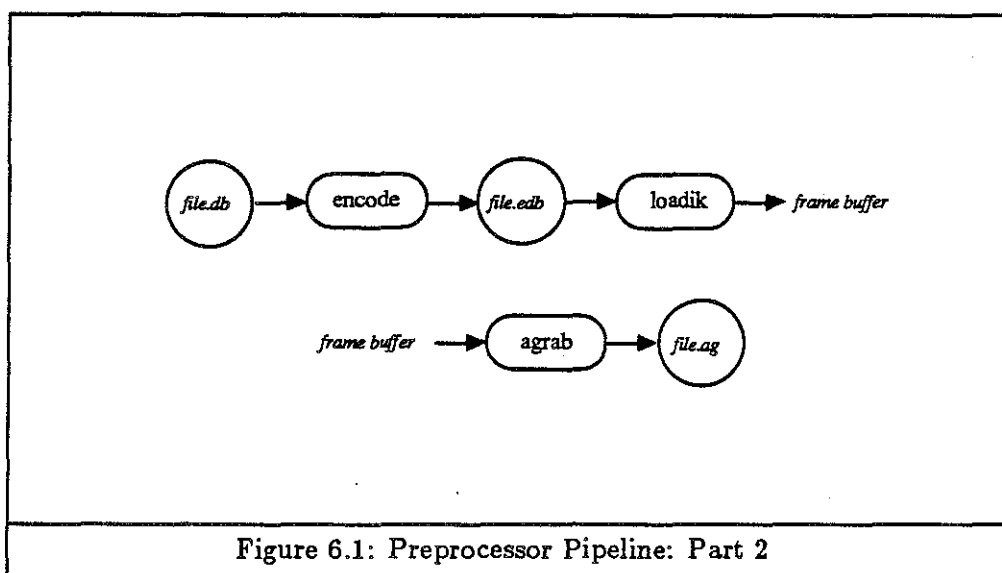 file.db encode file.edb loadik frame buffer
frame buffer agrab file.ag
Figure 6.1: Preprocessor Pipeline: Part 2